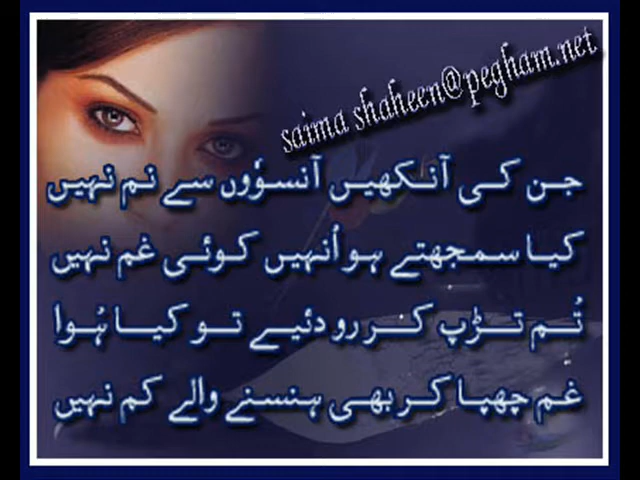 saima shaheen@pegham.net
جن کی آنکھیں آنسوؤں سے نم نہیں
کیا سمجھتے ہو اُنہیں کوئی غم نہیں
تُم تڑپ کر رو دئیے تو کیا ہُوا
غم چھپا کر بھی ہنسنے والے کم نہیں